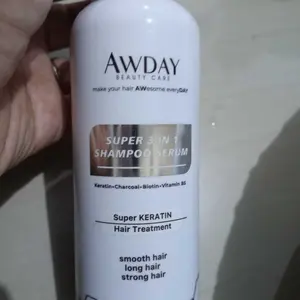 AWDAY
BEAUTY CARE
make your hair AWesome everyDAY
SUPER 3 IN 1
SHAMPOO SERUM
Keratin+Charcoal+Biotin+Vitamin B5
Super KERATIN
Hair Treatment
smooth hair
long hair
strong hair